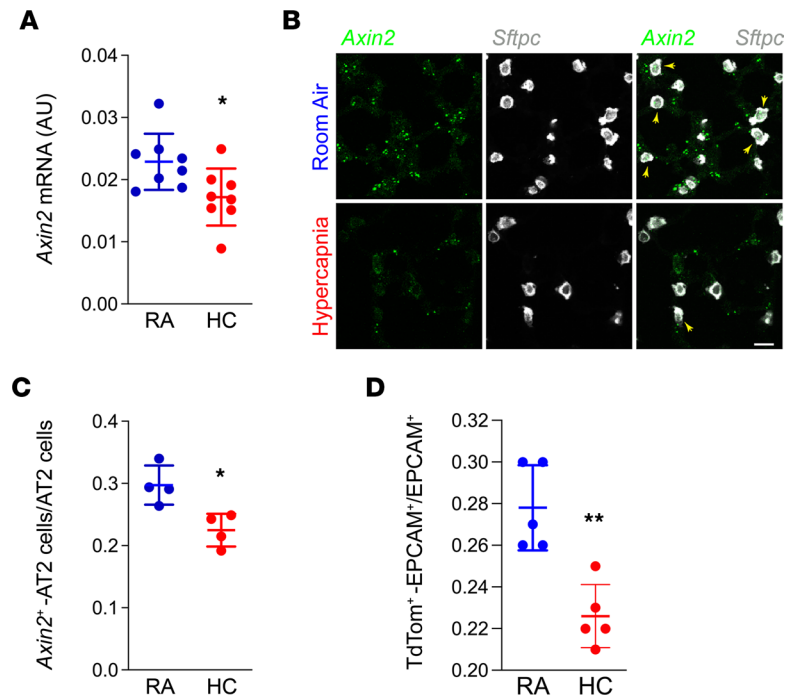 A
Axin2 mRNA (AU)
0.04
0.03
0.02
0.01
0.00
*
RA HC
B
Axin2 Sftpc Axin2 Sftpc
Room Air
Hypercapnia
C
Axin2+ -AT2 cells/AT2 cells
0.4
0.3
0.2
0.3
0.0
*
RA HC
D
TdTom+ -EPCAM+/EPCAM+
0.32
0.30
0.28
0.26
0.24
0.22
0.20
**
RA HC